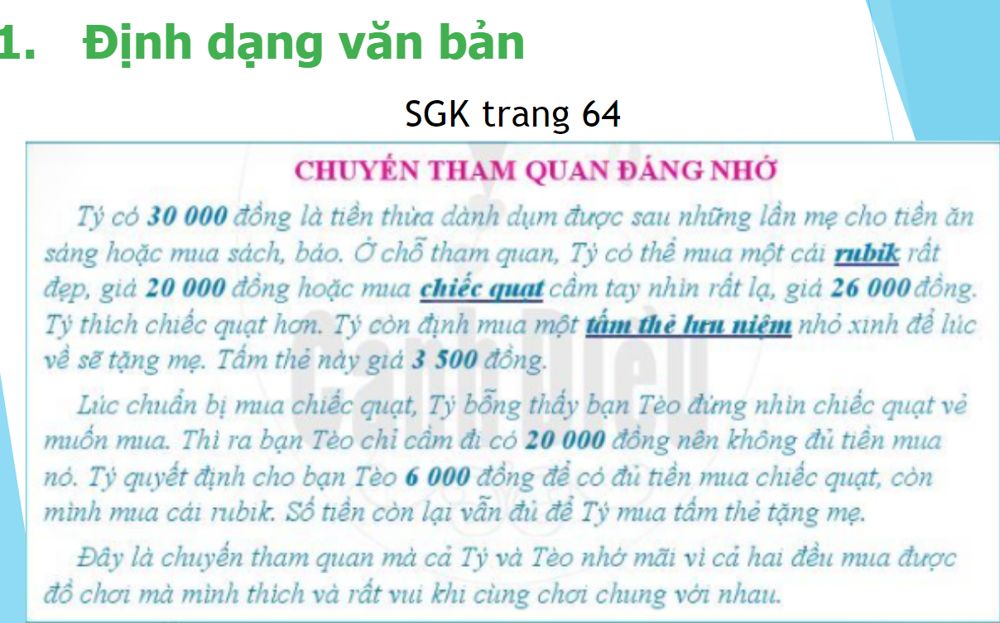 1. Định dạng văn bản
SGK trang 64
CHUYẾN THAM QUAN ĐÁNG NHỚ
Tý có 30 000 đồng là tiền thừa dành dụm được sau những lần mẹ cho tiền ăn
sáng hoặc mua sách, báo. Ở chỗ tham quan, Tý có thể mua một cái rubik rất
đẹp, giá 20 000 đồng hoặc mua chiếc quạt cầm tay nhìn rất lạ, giá 26 000 đồng.
Tý thích chiếc quạt hơn. Tý còn định mua một tấm thẻ lưu niệm nhỏ xinh để lúc
về sẽ tặng mẹ. Tấm thẻ này giá 3 500 đồng.
Lúc chuẩn bị mua chiếc quạt, Tý bỗng thấy bạn Tèo đứng nhìn chiếc quạt vẻ
muốn mua. Thì ra bạn Tèo chỉ cầm đi có 20 000 đồng nên không đủ tiền mua
nó. Tý quyết định cho bạn Tèo 6 000 đồng để có đủ tiền mua chiếc quạt, còn
mình mua cái rubik. Số tiền còn lại vẫn đủ để Tý mua tấm thẻ tặng mẹ.
Đây là chuyến tham quan mà cả Tý và Tèo nhớ mãi vì cả hai đều mua được
đồ chơi mà mình thích và rất vui khi cùng chơi chung với nhau.
Cánh Diều